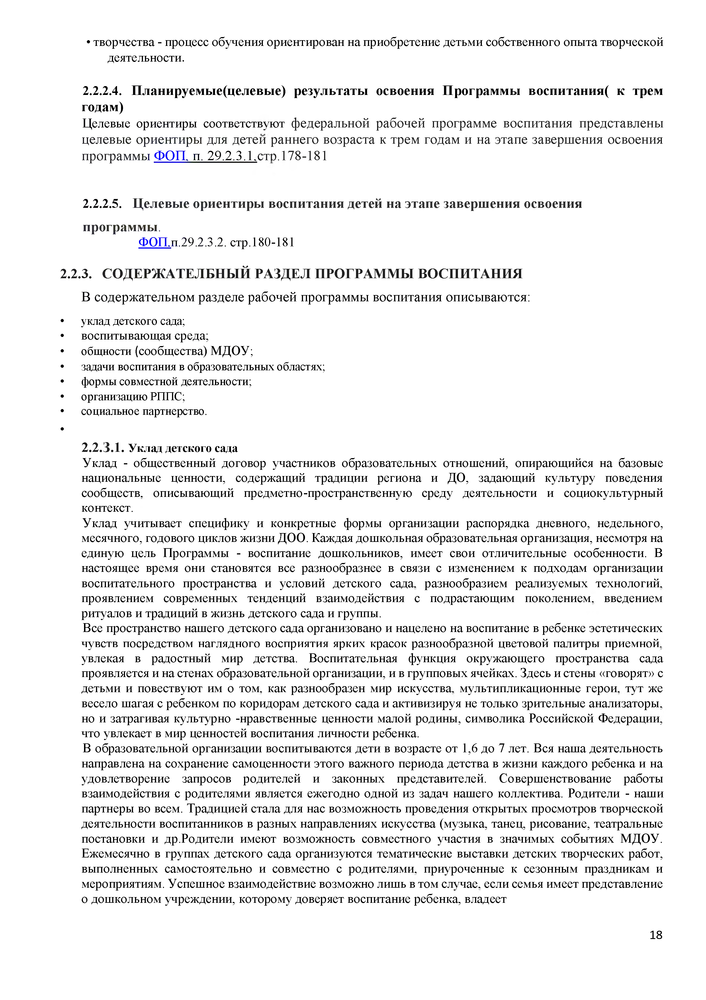 • творчества - процесс обучения ориентирован на приобретение детьми собственного опыта творческой
деятельности.
2.2.2.4. Планируемые(целевые) результаты освоения Программы воспитания( к трем
годам)
Целевые ориентиры соответствуют федеральной рабочей программе воспитания представлены
целевые ориентиры для детей раннего возраста к трем годам и на этапе завершения освоения
программы ФОП, п. 29.2.3.1,стр.178-181
2.2.2.5. Целевые ориентиры воспитания детей на этапе завершения освоения
программы.
ФОП,п.29.2.3.2. стр.180-181
2.2.3. СОДЕРЖАТЕЛБНЫЙ РАЗДЕЛ ПРОГРАММЫ ВОСПИТАНИЯ
В содержательном разделе рабочей программы воспитания описываются:
• уклад детского сада;
• воспитывающая среда;
• общности (сообщества) МДОУ;
• задачи воспитания в образовательных областях;
• формы совместной деятельности;
• организацию РППС;
• социальное партнерство.
•
2.2.3.1. Уклад детского сада
Уклад - общественный договор участников образовательных отношений, опирающийся на базовые
национальные ценности, содержащий традиции региона и ДО, задающий культуру поведения
сообществ, описывающий предметно-пространственную среду деятельности и социокультурный
контекст.
Уклад учитывает специфику и конкретные формы организации распорядка дневного, недельного,
месячного, годового циклов жизни ДОО. Каждая дошкольная образовательная организация, несмотря на
единую цель Программы - воспитание дошкольников, имеет свои отличительные особенности. В
настоящее время они становятся все разнообразнее в связи с изменением к подходам организации
воспитательного пространства и условий детского сада, разнообразием реализуемых технологий,
проявлением современных тенденций взаимодействия с подрастающим поколением, введением
ритуалов и традиций в жизнь детского сада и группы.
Все пространство нашего детского сада организовано и нацелено на воспитание в ребенке эстетических
чувств посредством наглядного восприятия ярких красок разнообразной цветовой палитры приемной,
увлекая в радостный мир детства. Воспитательная функция окружающего пространства сада
проявляется и на стенах образовательной организации, и в групповых ячейках. Здесь и стены «говорят» с
детьми и повествуют им о том, как разнообразен мир искусства, мультипликационные герои, тут же
весело шагая с ребенком по коридорам детского сада и активизируя не только зрительные анализаторы,
но и затрагивая культурно -нравственные ценности малой родины, символика Российской Федерации,
что увлекает в мир ценностей воспитания личности ребенка.
В образовательной организации воспитываются дети в возрасте от 1,6 до 7 лет. Вся наша деятельность
направлена на сохранение самоценности этого важного периода детства в жизни каждого ребенка и на
удовлетворение запросов родителей и законных представителей. Совершенствование работы
взаимодействия с родителями является ежегодно одной из задач нашего коллектива. Родители - наши
партнеры во всем. Традицией стала для нас возможность проведения открытых просмотров творческой
деятельности воспитанников в разных направлениях искусства (музыка, танец, рисование, театральные
постановки и др.Родители имеют возможность совместного участия в значимых событиях МДОУ.
Ежемесячно в группах детского сада организуются тематические выставки детских творческих работ,
выполненных самостоятельно и совместно с родителями, приуроченные к сезонным праздникам и
мероприятиям. Успешное взаимодействие возможно лишь в том случае, если семья имеет представление
о дошкольном учреждении, которому доверяет воспитание ребенка, владеет
18